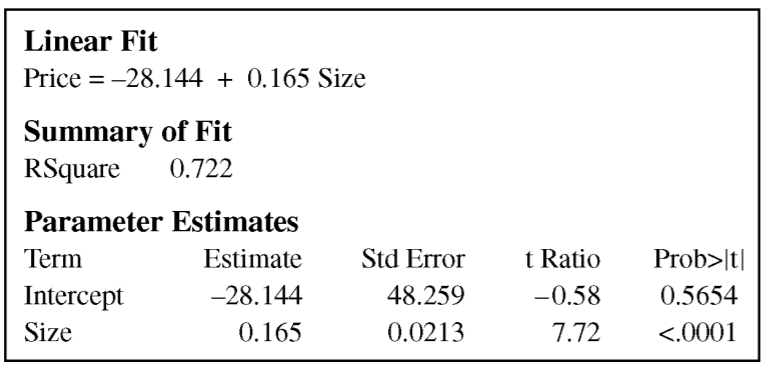 Linear Fit
Price = –28.144 + 0.165 Size
Summary of Fit
RSquare 0.722
Parameter Estimates
Term Estimate Std Error t Ratio Prob>|t|
Intercept –28.144 48.259 –0.58 0.5654
Size 0.165 0.0213 7.72 <.0001